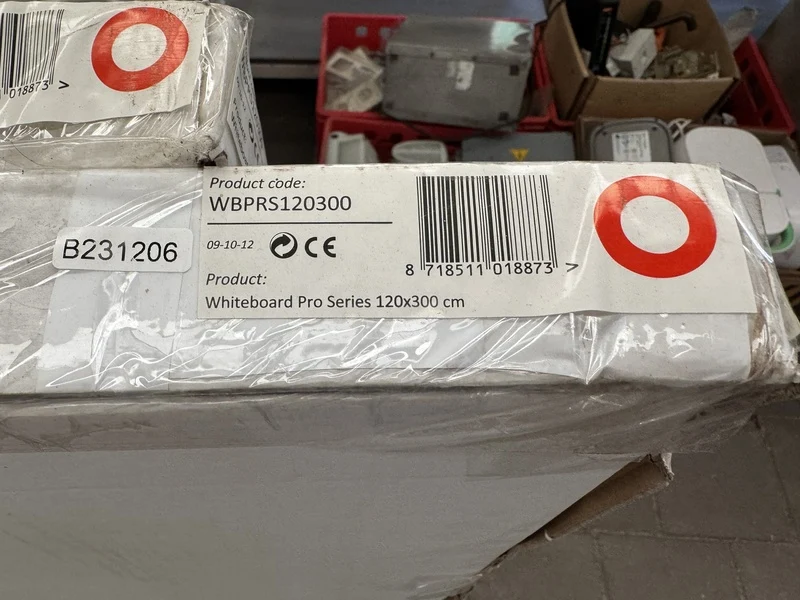 018873 >
Product code:
WBPRS120300
B231206
09-10-12
CE
8 718511 018873 >
Product:
Whiteboard Pro Series 120x300 cm